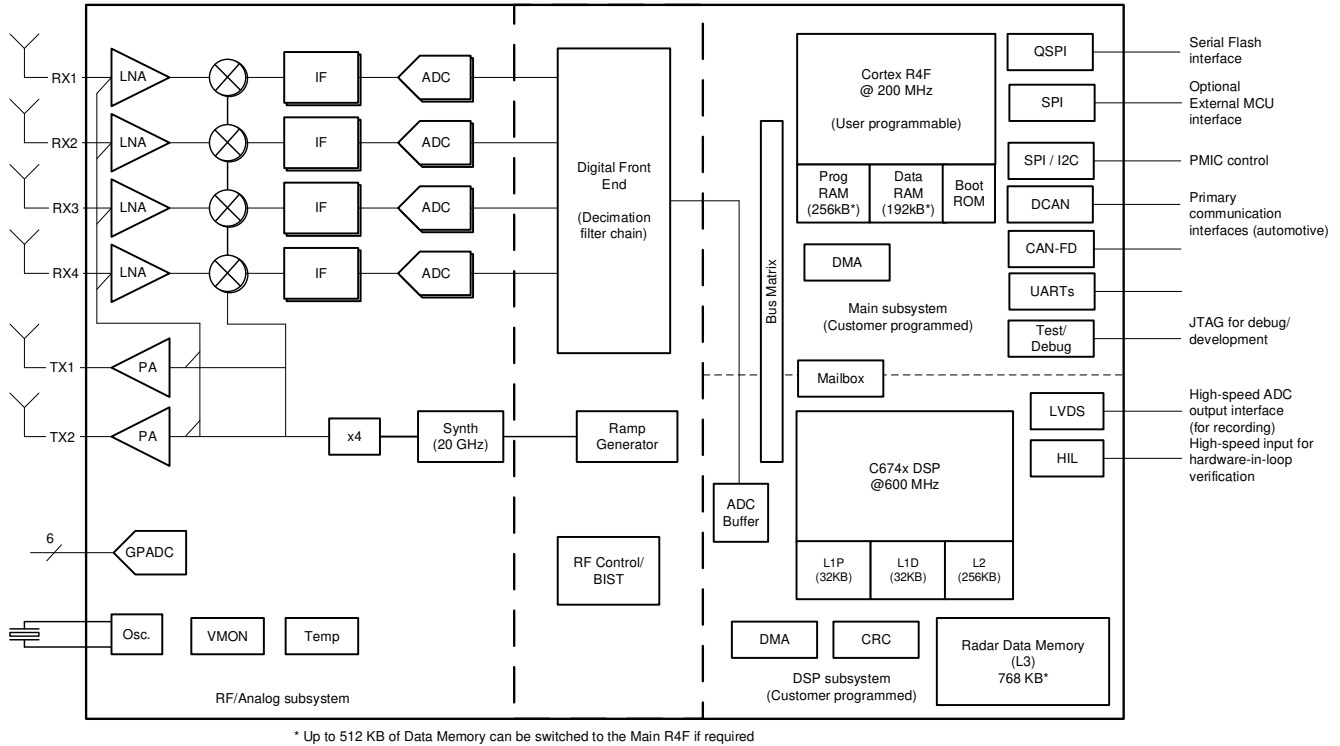 RX1
LNA
IF
ADC
RX2
LNA
IF
ADC
RX3
LNA
IF
ADC
RX4
LNA
IF
ADC
TX1
PA
TX2
PA
x4
Synth
(20 GHz)
6
GPADC
Osc.
VMON
Temp
RF/Analog subsystem
Digital Front
End
(Decimation
filter chain)
Ramp
Generator
RF Control/
BIST
ADC
Buffer
Bus Matrix
Cortex R4F
@ 200 MHz
(User programmable)
Prog
RAM
(256kB*)
Data
RAM
(192kB*)
Boot
ROM
DMA
Main subsystem
(Customer programmed)
Mailbox
QSPI
Serial Flash
interface
SPI
Optional
External MCU
interface
SPI / I2C
PMIC control
DCAN
Primary
communication
interfaces (automotive)
CAN-FD
UARTs
Test/
Debug
JTAG for debug/
development
LVDS
High-speed ADC
output interface
(for recording)
HIL
High-speed input for
hardware-in-loop
verification
C674x DSP
@600 MHz
L1P
(32KB)
L1D
(32KB)
L2
(256KB)
DMA
CRC
DSP subsystem
(Customer programmed)
Radar Data Memory
(L3)
768 KB*
* Up to 512 KB of Data Memory can be switched to the Main R4F if required